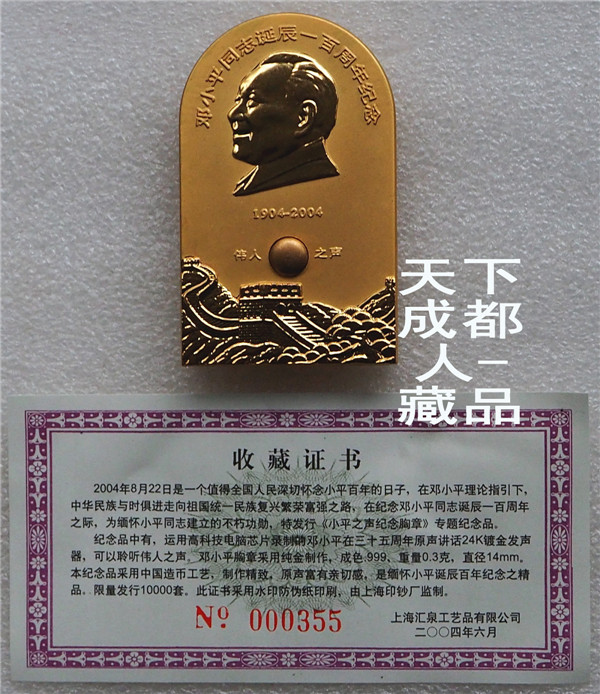 邓小平同志诞辰一百周年纪念
1904-2004
伟人之声
天下
成都
人-
藏品
收藏证书
2004年8月22日是一个值得全国人民深切怀念小平百年的日子，在邓小平理论指引下，
中华民族与时俱进走向祖国统一民族复兴繁荣富强之路，在纪念邓小平同志诞辰一百周年
之际，为缅怀小平同志建立的不朽功勋，特发行《小平之声纪念胸章》专题纪念品。
纪念品中有，运用高科技电脑芯片录制邓小平在三十五周年原声讲话24K镀金发声
器，可以聆听伟人之声。邓小平胸章采用纯金制作，成色.999，重量0.3克，直径14mm。
本纪念品采用中国造币工艺，制作精致，原声富有亲切感，是缅怀小平诞辰百年纪念之精
品。限量发行10000套。此证书采用水印防伪纸印刷，由上海印钞厂监制。
№ 000355
上海汇泉工艺品有限公司
二〇〇四年六月